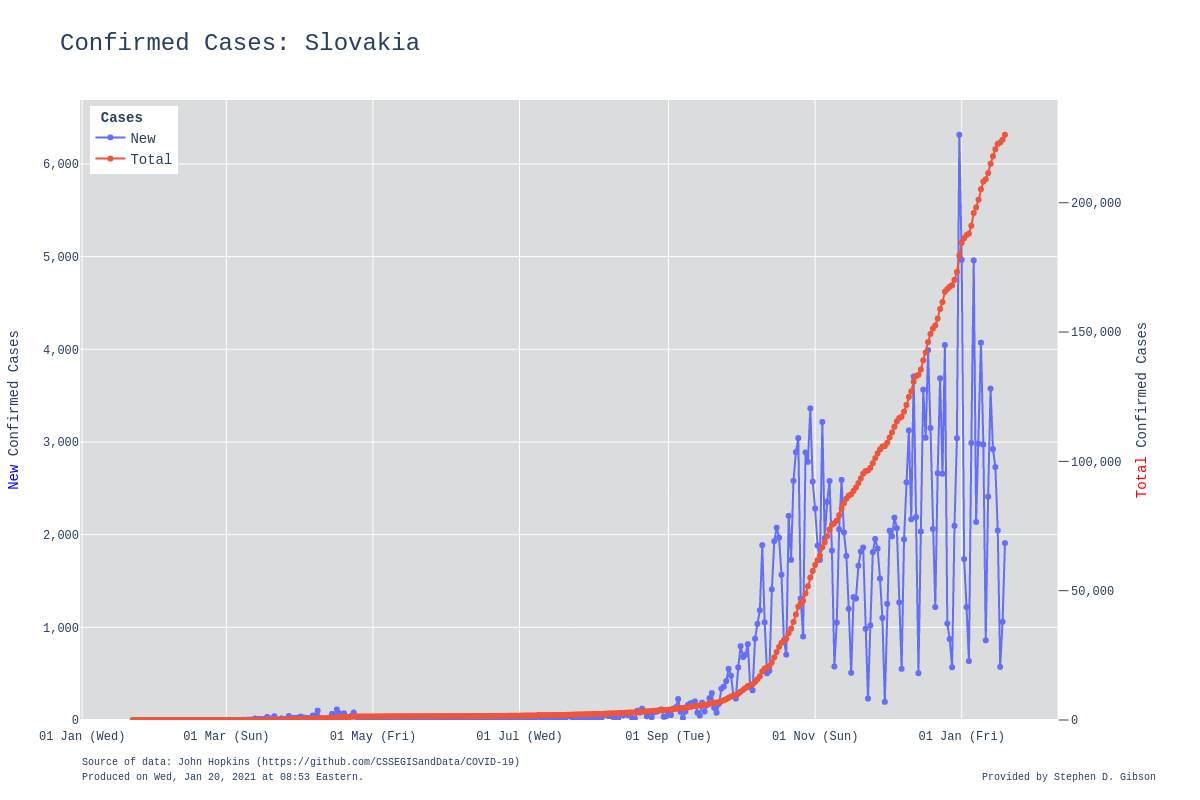 Confirmed Cases: Slovakia
Cases
New
Total
6,000
5,000
4,000
3,000
2,000
1,000
0
200,000
150,000
100,000
50,000
0
New Confirmed Cases
Total Confirmed Cases
01 Jan (Wed) 01 Mar (Sun) 01 May (Fri) 01 Jul (Wed) 01 Sep (Tue) 01 Nov (Sun) 01 Jan (Fri)
Source of data: John Hopkins (https://github.com/CSSEGISandData/COVID-19)
Produced on Wed, Jan 20, 2021 at 08:53 Eastern.
Provided by Stephen D. Gibson